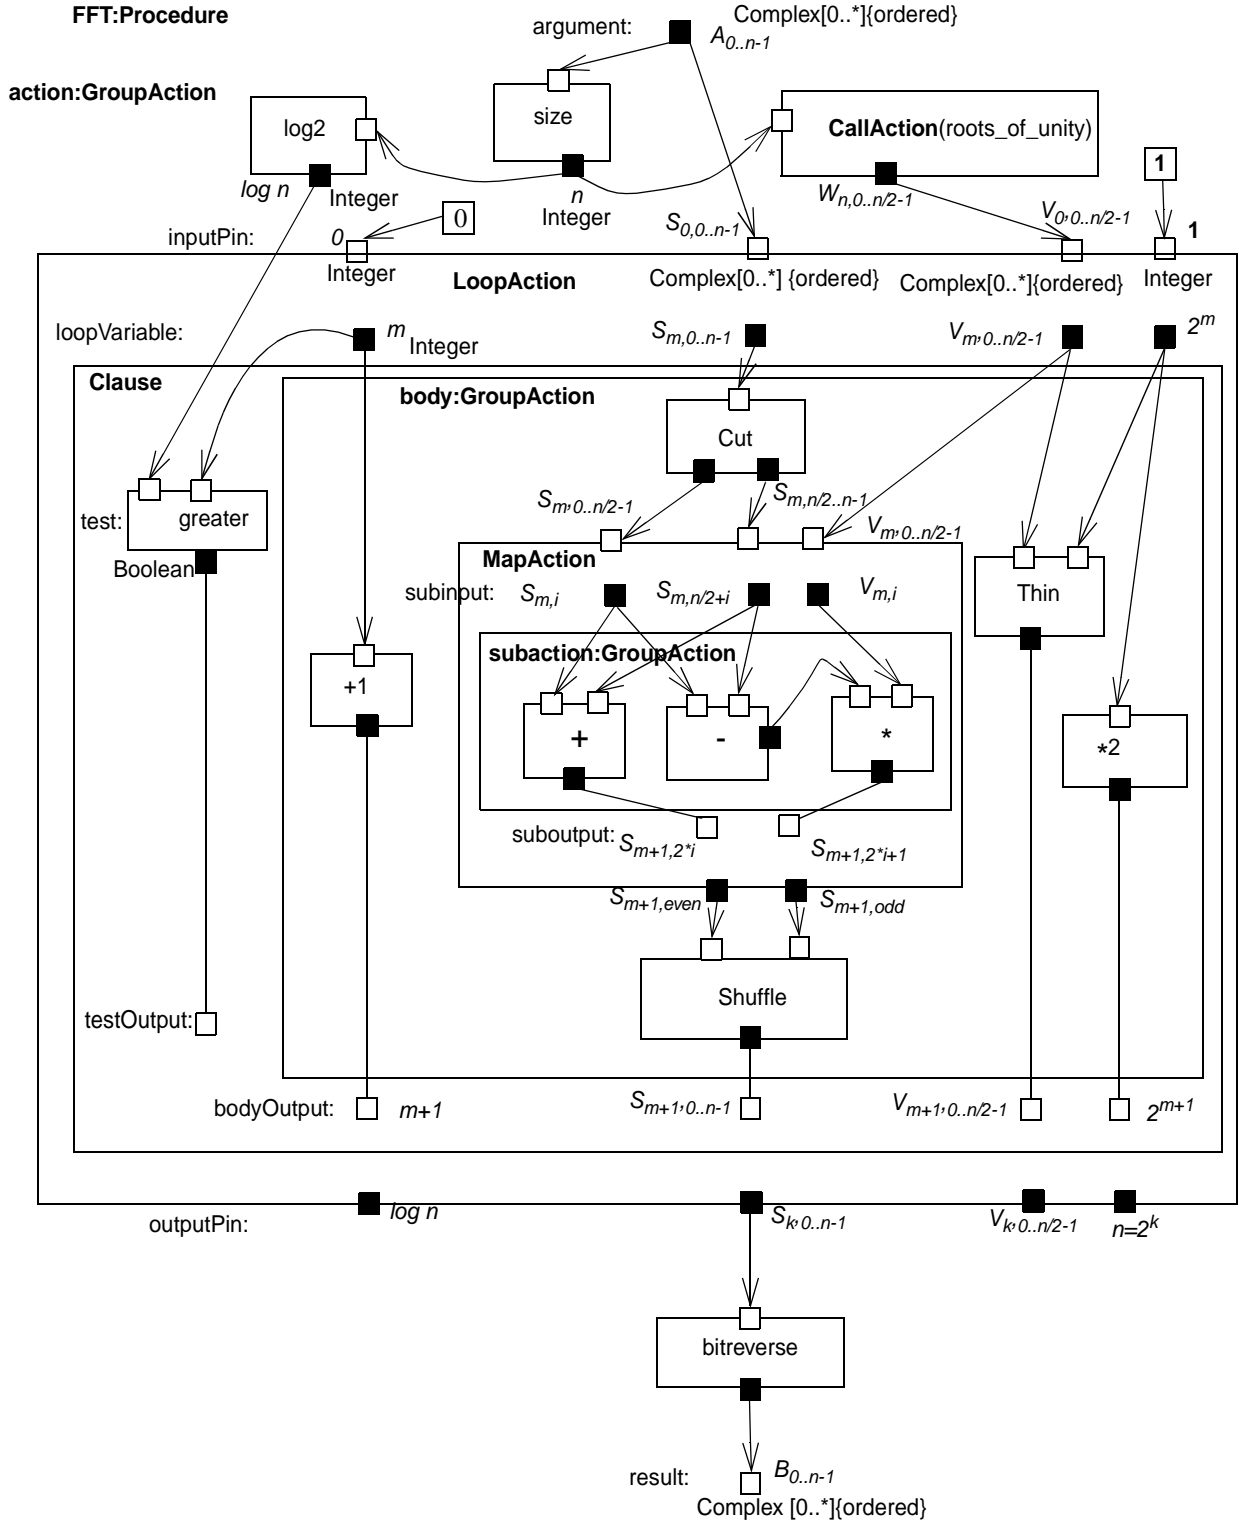 FFT:Procedure
argument:
Complex[0..*]{ordered}
A0..n-1
action:GroupAction
log2
size
CallAction(roots_of_unity)
1
log n
Integer
n
Integer
Wn,0..n/2-1
inputPin:
0
0
S0,0..n-1
V0,0..n/2-1
1
Integer
LoopAction
Complex[0..*] {ordered}
Complex[0..*]{ordered}
Integer
loopVariable:
m
Integer
Sm,0..n-1
Vm,0..n/2-1
2m
Clause
body:GroupAction
Cut
Sm,0..n/2-1
Sm,n/2..n-1
Vm,0..n/2-1
test:
greater
Boolean
MapAction
subinput:
Sm,i
Sm,n/2+i
Vm,i
Thin
subaction:GroupAction
+1
+
-
*
*2
suboutput:
Sm+1,2*i
Sm+1,2*i+1
Sm+1,even
Sm+1,odd
Shuffle
testOutput:
bodyOutput:
m+1
Sm+1,0..n-1
Vm+1,0..n/2-1
2m+1
outputPin:
log n
Sk,0..n-1
Vk,0..n/2-1
n=2k
bitreverse
result:
B0..n-1
Complex [0..*]{ordered}